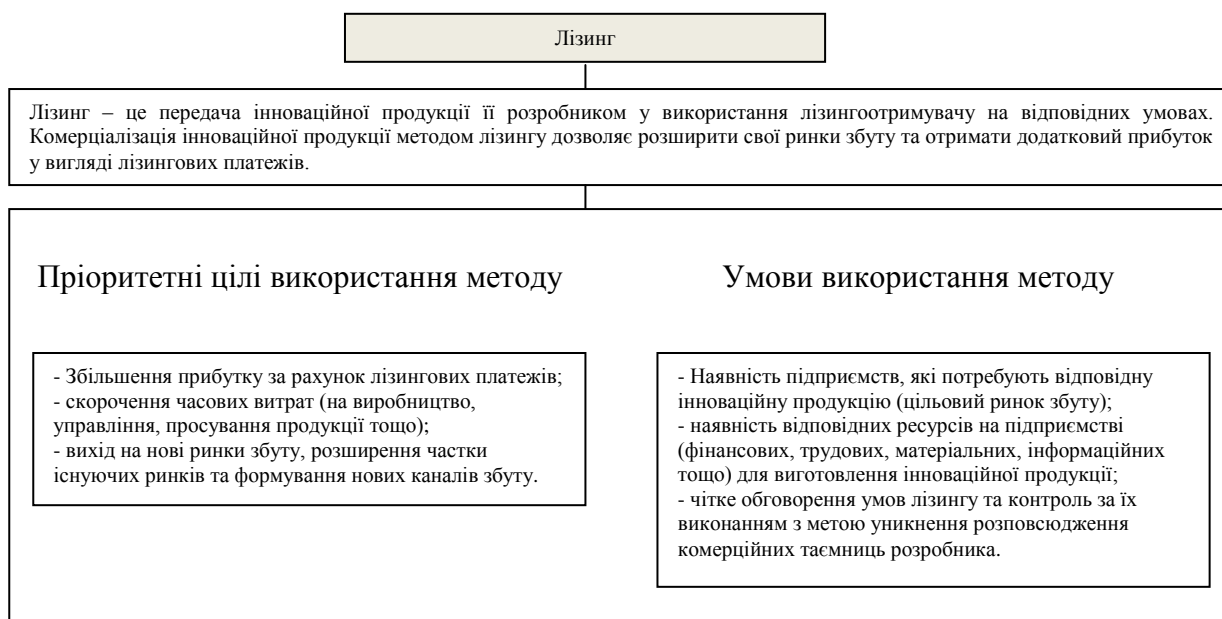 Лізинг
Лізинг – це передача інноваційної продукції її розробником у використання лізингоотримувачу на відповідних умовах.
Комерціалізація інноваційної продукції методом лізингу дозволяє розширити свої ринки збуту та отримати додатковий прибуток
у вигляді лізингових платежів.
Пріоритетні цілі використання методу
- Збільшення прибутку за рахунок лізингових платежів;
- скорочення часових витрат (на виробництво,
управління, просування продукції тощо);
- вихід на нові ринки збуту, розширення частки
існуючих ринків та формування нових каналів збуту.
Умови використання методу
- Наявність підприємств, які потребують відповідну
інноваційну продукцію (цільовий ринок збуту);
- наявність відповідних ресурсів на підприємстві
(фінансових, трудових, матеріальних, інформаційних
тощо) для виготовлення інноваційної продукції;
- чітке обговорення умов лізингу та контроль за їх
виконанням з метою уникнення розповсюдження
комерційних таємниць розробника.